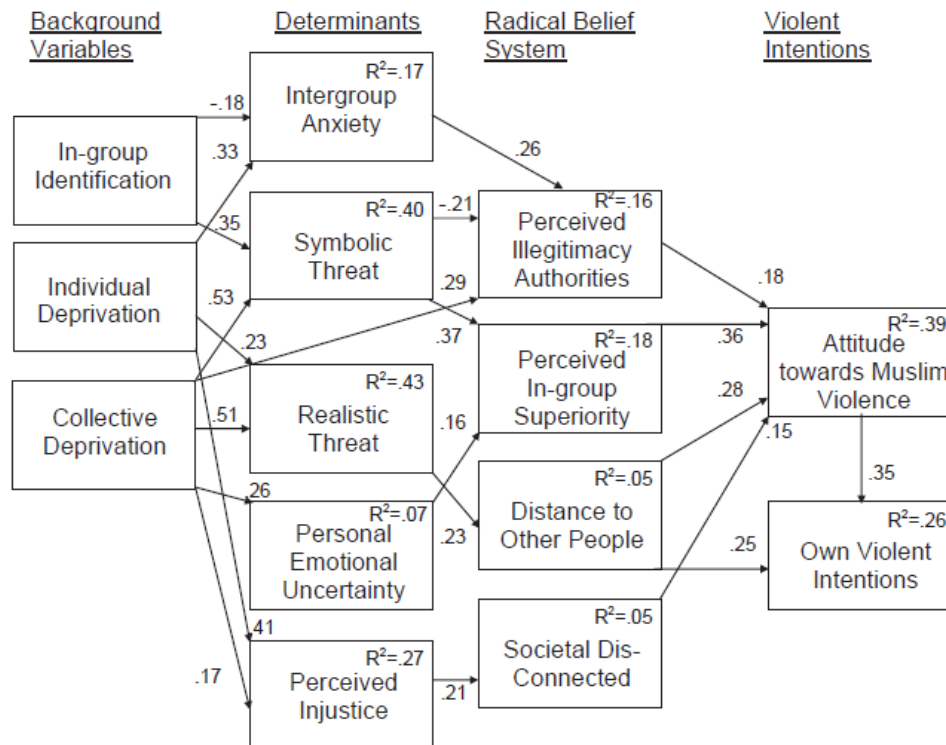 Background
Variables
Determinants
Radical Belief
System
Violent
Intentions
In-group
Identification
Individual
Deprivation
Collective
Deprivation
-.18
.33
.35
.53
.23
.51
.26
.41
.17
R²=.17
Intergroup
Anxiety
R²=.40
Symbolic
Threat
R²=.43
Realistic
Threat
R²=.07
Personal
Emotional
Uncertainty
R²=.27
Perceived
Injustice
.26
-.21
.29
.37
.16
.23
.21
R²=.16
Perceived
Illegitimacy
Authorities
R²=.18
Perceived
In-group
Superiority
R²=.05
Distance to
Other People
R²=.05
Societal Dis-
Connected
.18
.36
.28
.15
.25
R²=.39
Attitude
towards Muslim
Violence
.35
R²=.26
Own Violent
Intentions